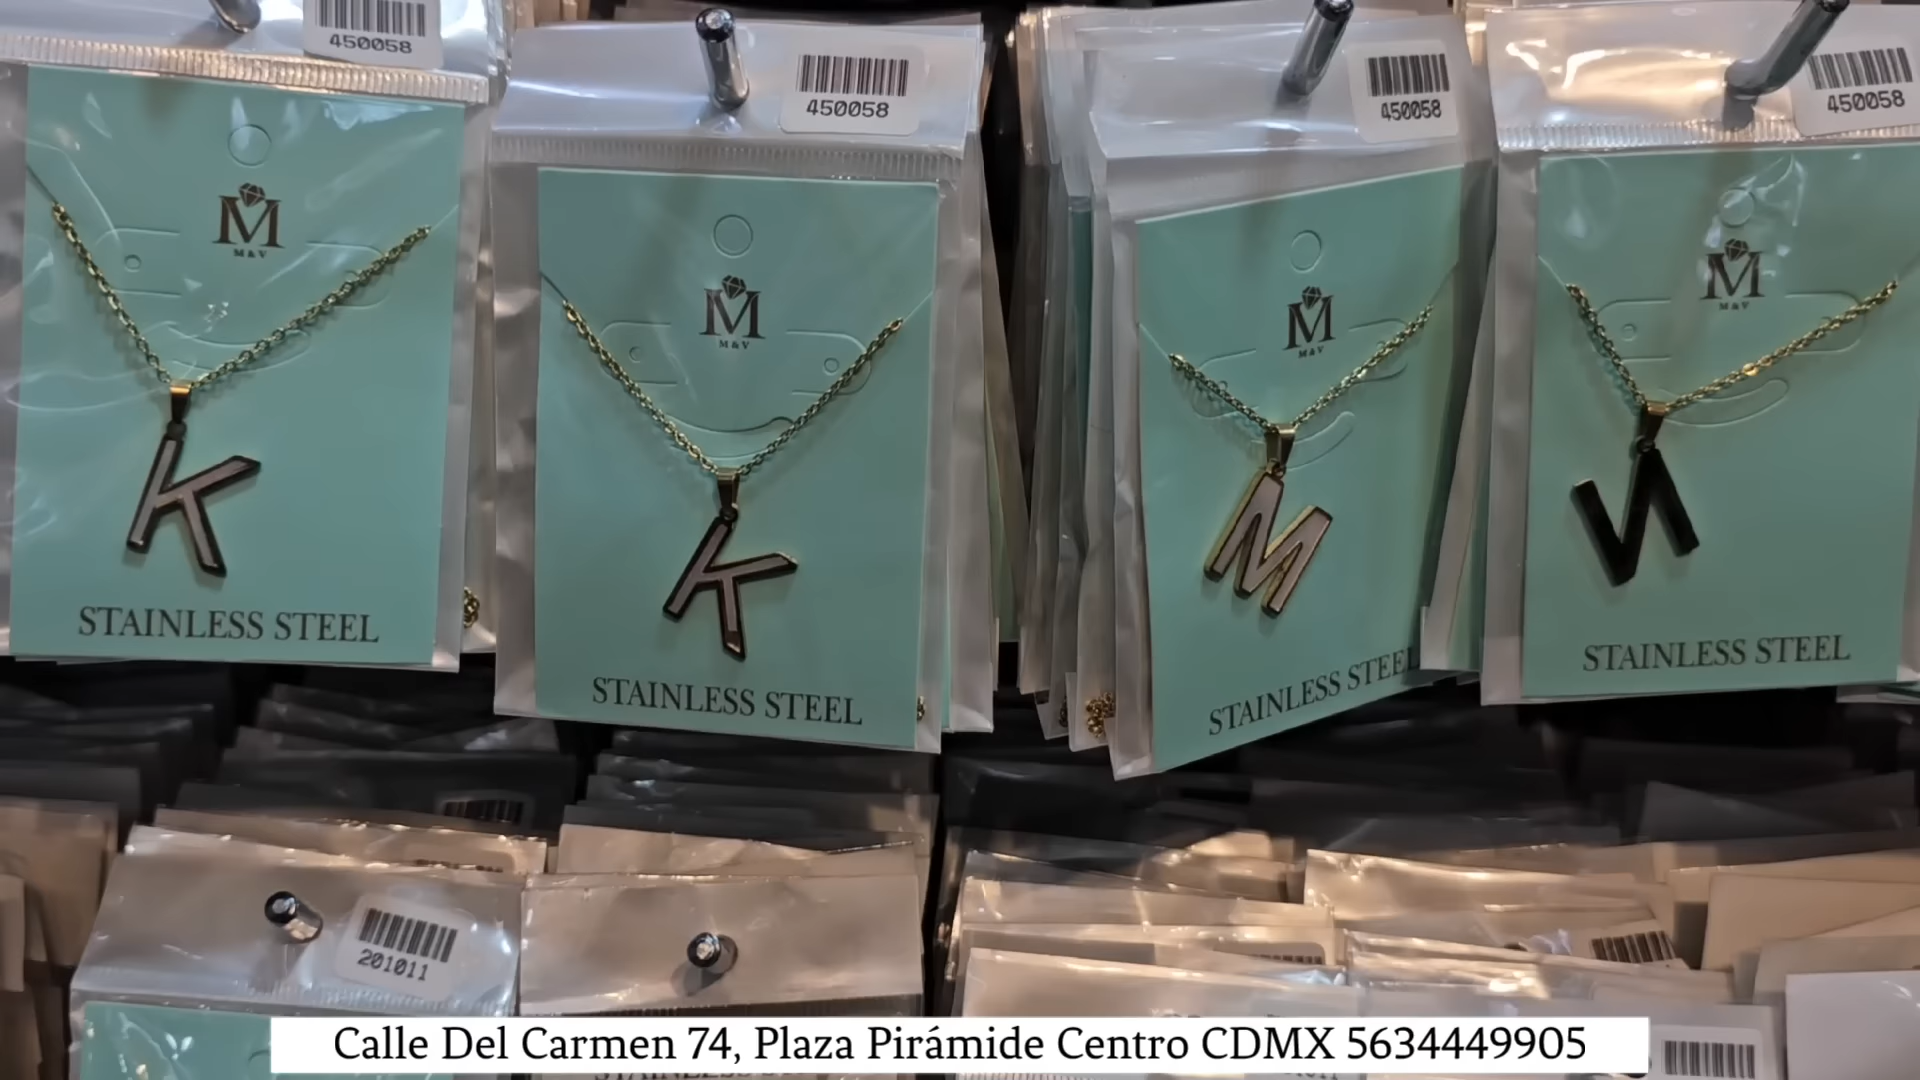 450058
450058
450058
450058
M
M & V
M
M & V
M
M & V
M
M & V
K
K
M
STAINLESS STEEL
STAINLESS STEEL
STAINLESS STEEL
STAINLESS STEEL
201011
Calle Del Carmen 74, Plaza Pirámide Centro CDMX 5634449905